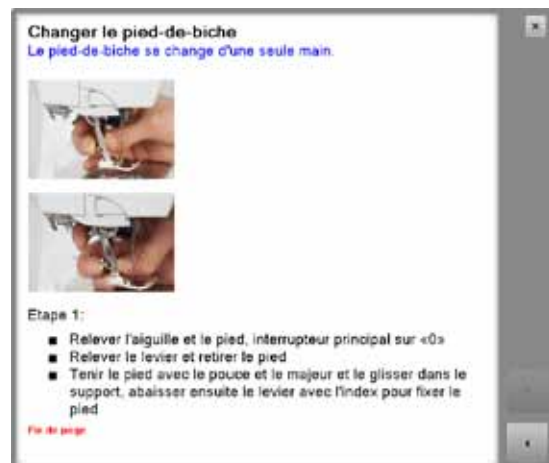 Changer le pied-de-biche
Le pied-de-biche se change d'une seule main.
Etape 1:
■ Relever l'aiguille et le pied, interrupteur principal sur «0»
■ Relever le levier et retirer le pied
■ Tenir le pied avec le pouce et le majeur et le glisser dans le
support, abaisser ensuite le levier avec l'index pour fixer le
pied
Fin de page